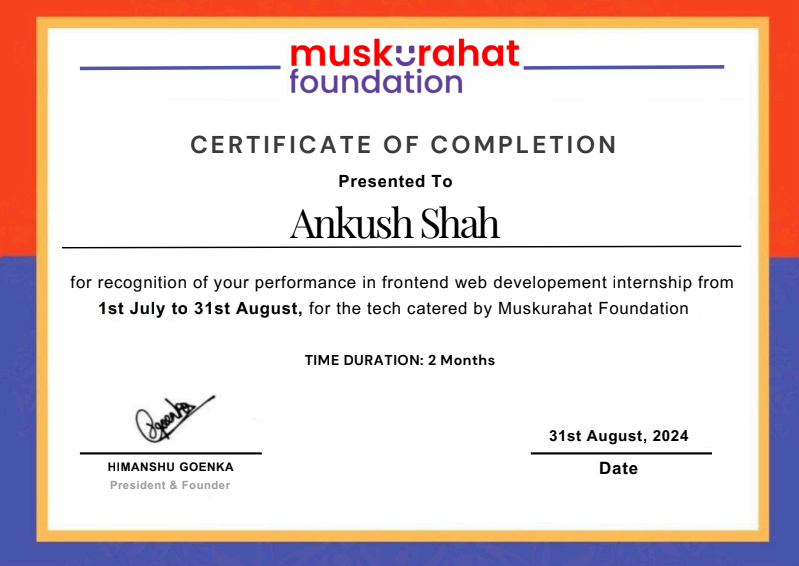 muskurahat
foundation
CERTIFICATE OF COMPLETION
Presented To
Ankush Shah
for recognition of your performance in frontend web developement internship from
1st July to 31st August, for the tech catered by Muskurahat Foundation
TIME DURATION: 2 Months
Goenka
HIMANSHU GOENKA
President & Founder
31st August, 2024
Date